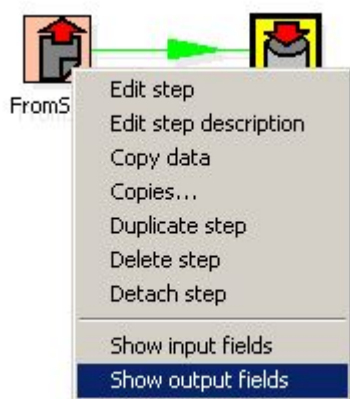 FromS
Edit step
Edit step description
Copy data
Copies...
Duplicate step
Delete step
Detach step
Show input fields
Show output fields